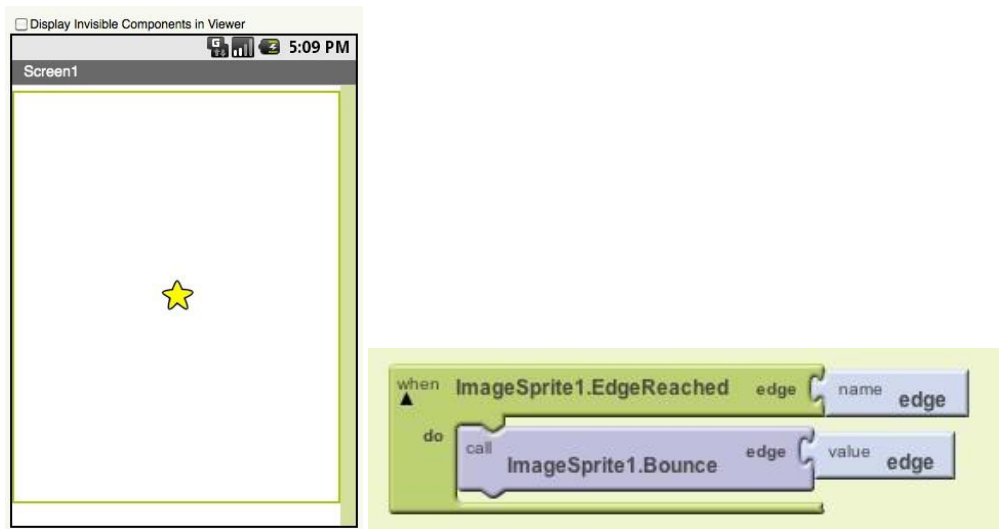 Display Invisible Components in Viewer
5:09 PM
Screen1
when ImageSprite1.EdgeReached edge name edge
do call ImageSprite1.Bounce edge value edge